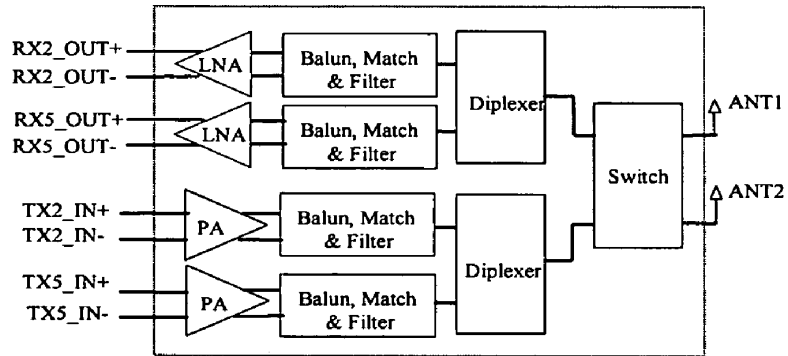 RX2_OUT+
RX2_OUT-
LNA
Balun, Match
& Filter
RX5_OUT+
RX5_OUT-
LNA
Balun, Match
& Filter
Diplexer
TX2_IN+
TX2_IN-
PA
Balun, Match
& Filter
TX5_IN+
TX5_IN-
PA
Balun, Match
& Filter
Diplexer
Switch
ANT1
ANT2